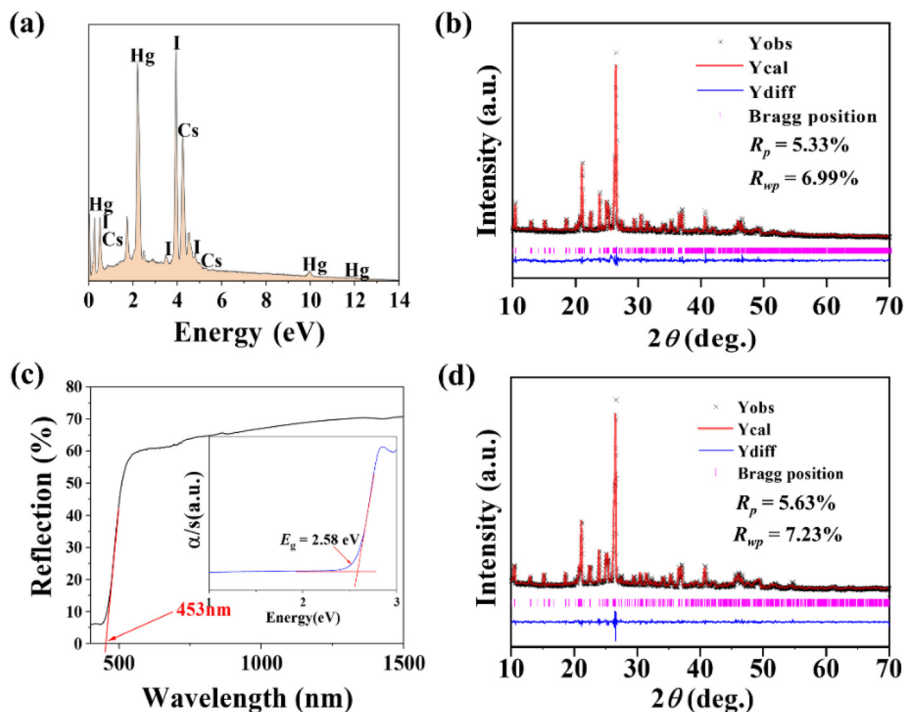 (a)
Hg
I
Hg
Cs
I
Cs
I
I
Cs
Hg
Hg
0 2 4 6 8 10 12 14
Energy (eV)
(b)
Intensity (a.u.)
Yobs
Ycal
Ydiff
Bragg position
Rp = 5.33%
Rwp = 6.99%
10 20 30 40 50 60 70
2θ (deg.)
(c)
Reflection (%)
80
70
60
50
40
30
20
10
0
α/s(a.u.)
Eg = 2.58 eV
2 3
Energy(eV)
453nm
500 1000 1500
Wavelength (nm)
(d)
Intensity (a.u.)
Yobs
Ycal
Ydiff
Bragg position
Rp = 5.63%
Rwp = 7.23%
10 20 30 40 50 60 70
2θ (deg.)